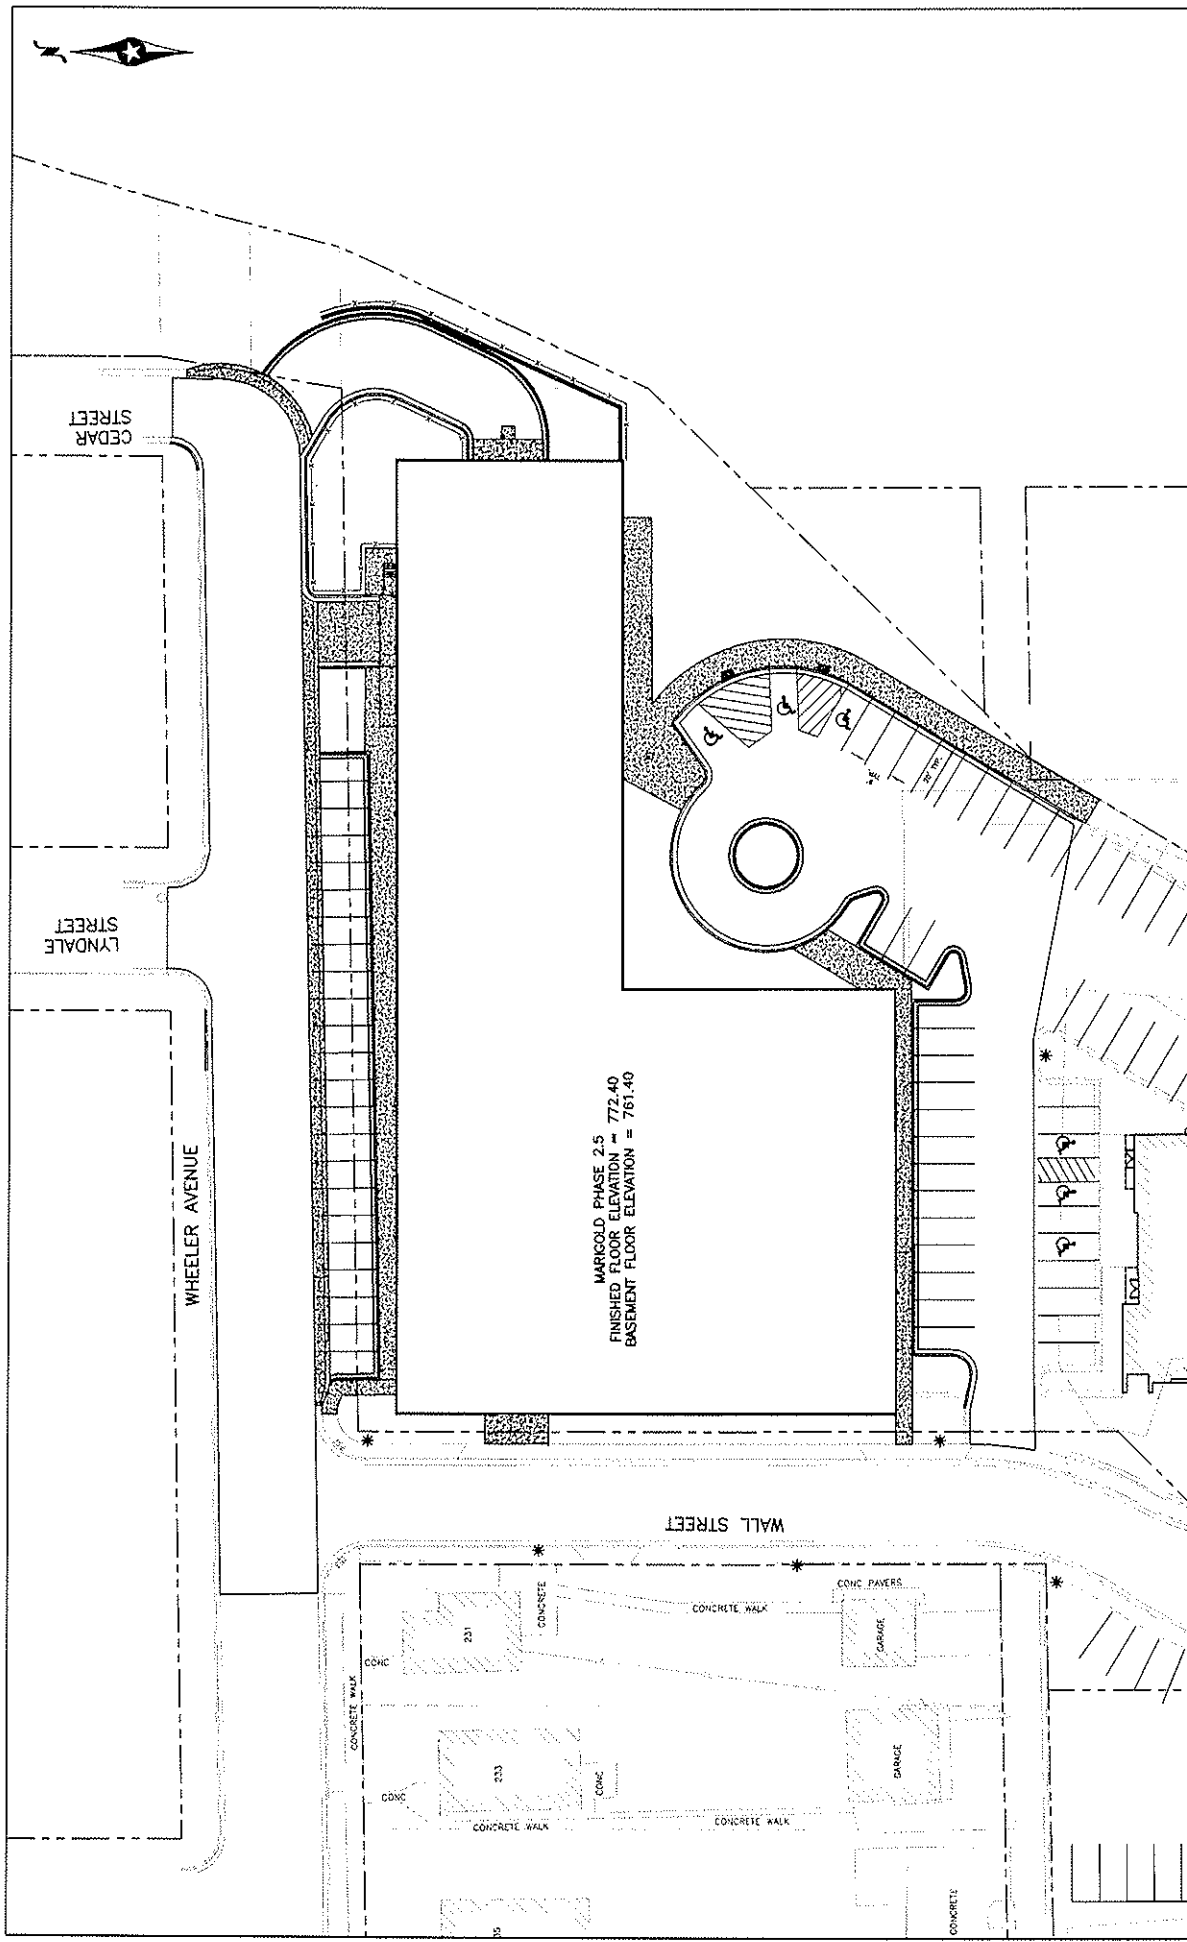 CEDAR
STREET
LYNDALE
STREET
WHEELER AVENUE
MARIGOLD PHASE 2.5
FINISHED FLOOR ELEVATION = 772.40
BASEMENT FLOOR ELEVATION = 761.40
20' TYP.
WALL STREET
CONC
231
CONCRETE
CONCRETE WALK
CONC PAVERS
GARAGE
CONCRETE WALK
CONC
233
CONC
GARAGE
CONCRETE WALK
CONCRETE WALK
CONCRETE